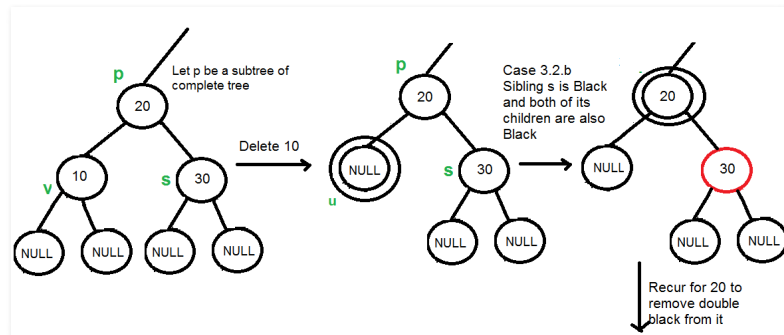 p
Let p be a subtree of
complete tree
20
v
10
s
30
NULL
NULL
NULL
NULL
Delete 10
p
20
NULL
u
s
30
NULL
NULL
Case 3.2.b
Sibling s is Black
and both of its
children are also
Black
20
NULL
30
NULL
NULL
Recur for 20 to
remove double
black from it